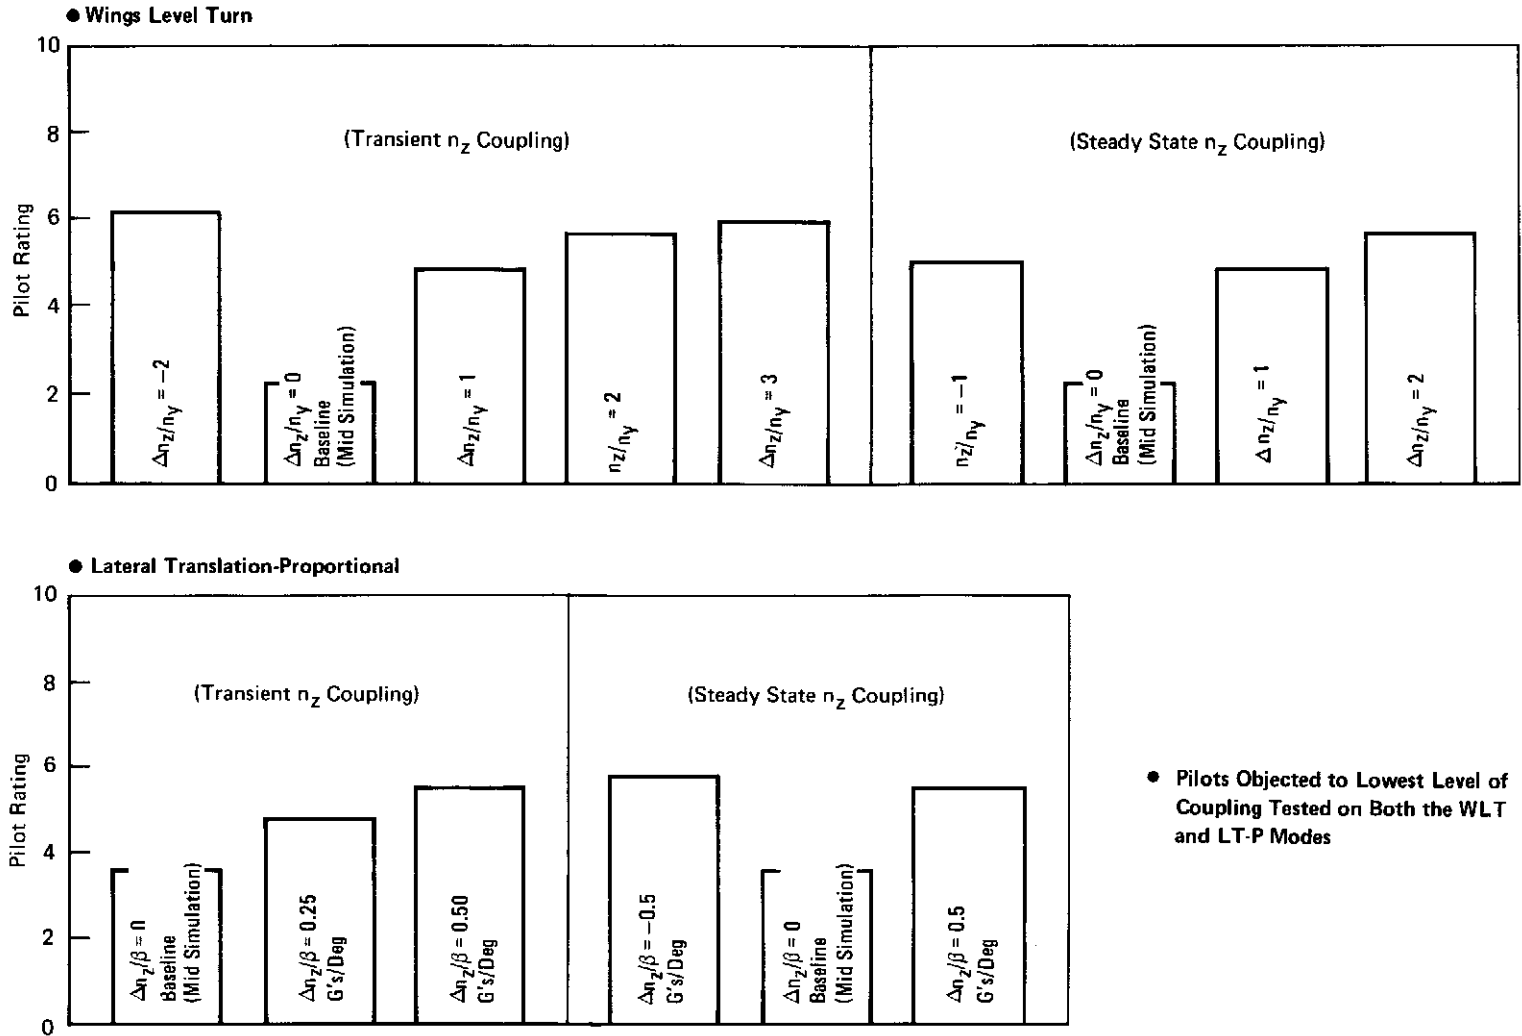 ● Wings Level Turn
10
8
6
4
2
0
Pilot Rating
(Transient nz Coupling)
(Steady State nz Coupling)
Δnz/ny = −2
Δnz/ny = 0
Baseline
(Mid Simulation)
Δnz/ny = 1
nz/ny = 2
Δnz/ny = 3
nz/ny = −1
Δnz/ny = 0
Baseline
(Mid Simulation)
Δnz/ny = 1
Δnz/ny = 2
● Lateral Translation-Proportional
10
8
6
4
2
0
Pilot Rating
(Transient nz Coupling)
(Steady State nz Coupling)
Δnz/β = 0
Baseline
(Mid Simulation)
Δnz/β = 0.25
G's/Deg
Δnz/β = 0.50
G's/Deg
Δnz/β = −0.5
G's/Deg
Δnz/β = 0
Baseline
(Mid Simulation)
Δnz/β = 0.5
G's/Deg
● Pilots Objected to Lowest Level of
Coupling Tested on Both the WLT
and LT-P Modes